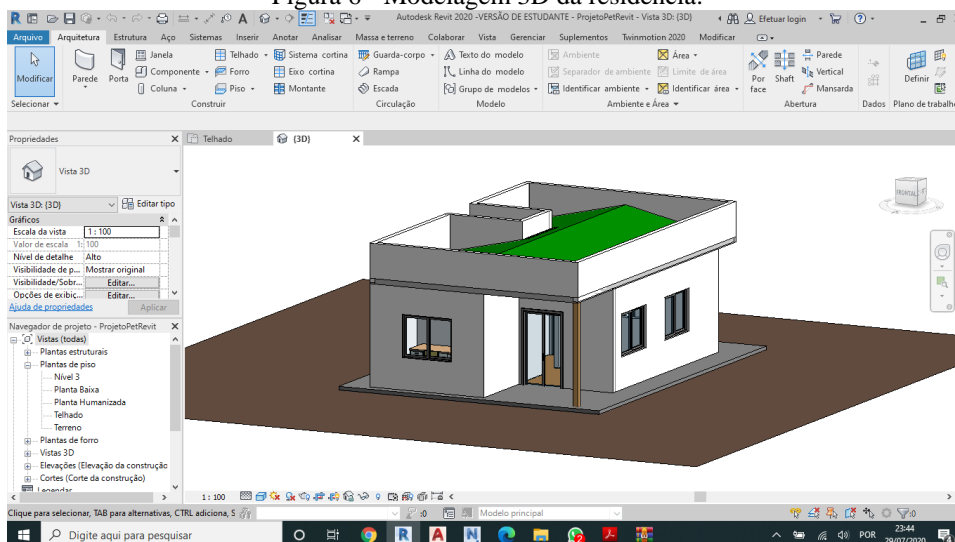 Figura 6 - Modelagem 3D da residência.
Autodesk Revit 2020 -VERSÃO DE ESTUDANTE - ProjetoPetRevit - Vista 3D: {3D}
Efetuar login
Arquivo Arquitetura Estrutura Aço Sistemas Inserir Anotar Analisar Massa e terreno Colaborar Vista Gerenciar Suplementos Twinmotion 2020 Modificar
Janela Telhado Sistema cortina Guarda-corpo Texto do modelo Ambiente Área Parede
Modificar Parede Porta Componente Forro Eixo cortina Rampa Linha do modelo Separador de ambiente Limite de área Por face Shaft Vertical Definir
Coluna Piso Montante Escada Grupo de modelos Identificar ambiente Identificar área Mansarda
Selecionar Construir Circulação Modelo Ambiente e Área Abertura Dados Plano de trabalh
Propriedades Telhado {3D}
Vista 3D
Vista 3D: {3D} Editar tipo
Gráficos
Escala da vista 1 : 100
Valor de escala 1: 100
Nível de detalhe Alto
Visibilidade de p... Mostrar original
Visibilidade/Sobr... Editar...
Opções de exibiç... Editar...
Ajuda de propriedades Aplicar
FRONTAL
Navegador de projeto - ProjetoPetRevit
Vistas (todas)
Plantas estruturais
Plantas de piso
Nível 3
Planta Baixa
Planta Humanizada
Telhado
Terreno
Plantas de forro
Vistas 3D
Elevações (Elevação da construção
Cortes (Corte da construção)
Legendas
1 : 100
Clique para selecionar, TAB para alternativas, CTRL adiciona, S :0 Modelo principal :0
Digite aqui para pesquisar
POR 23:44
29/07/2020